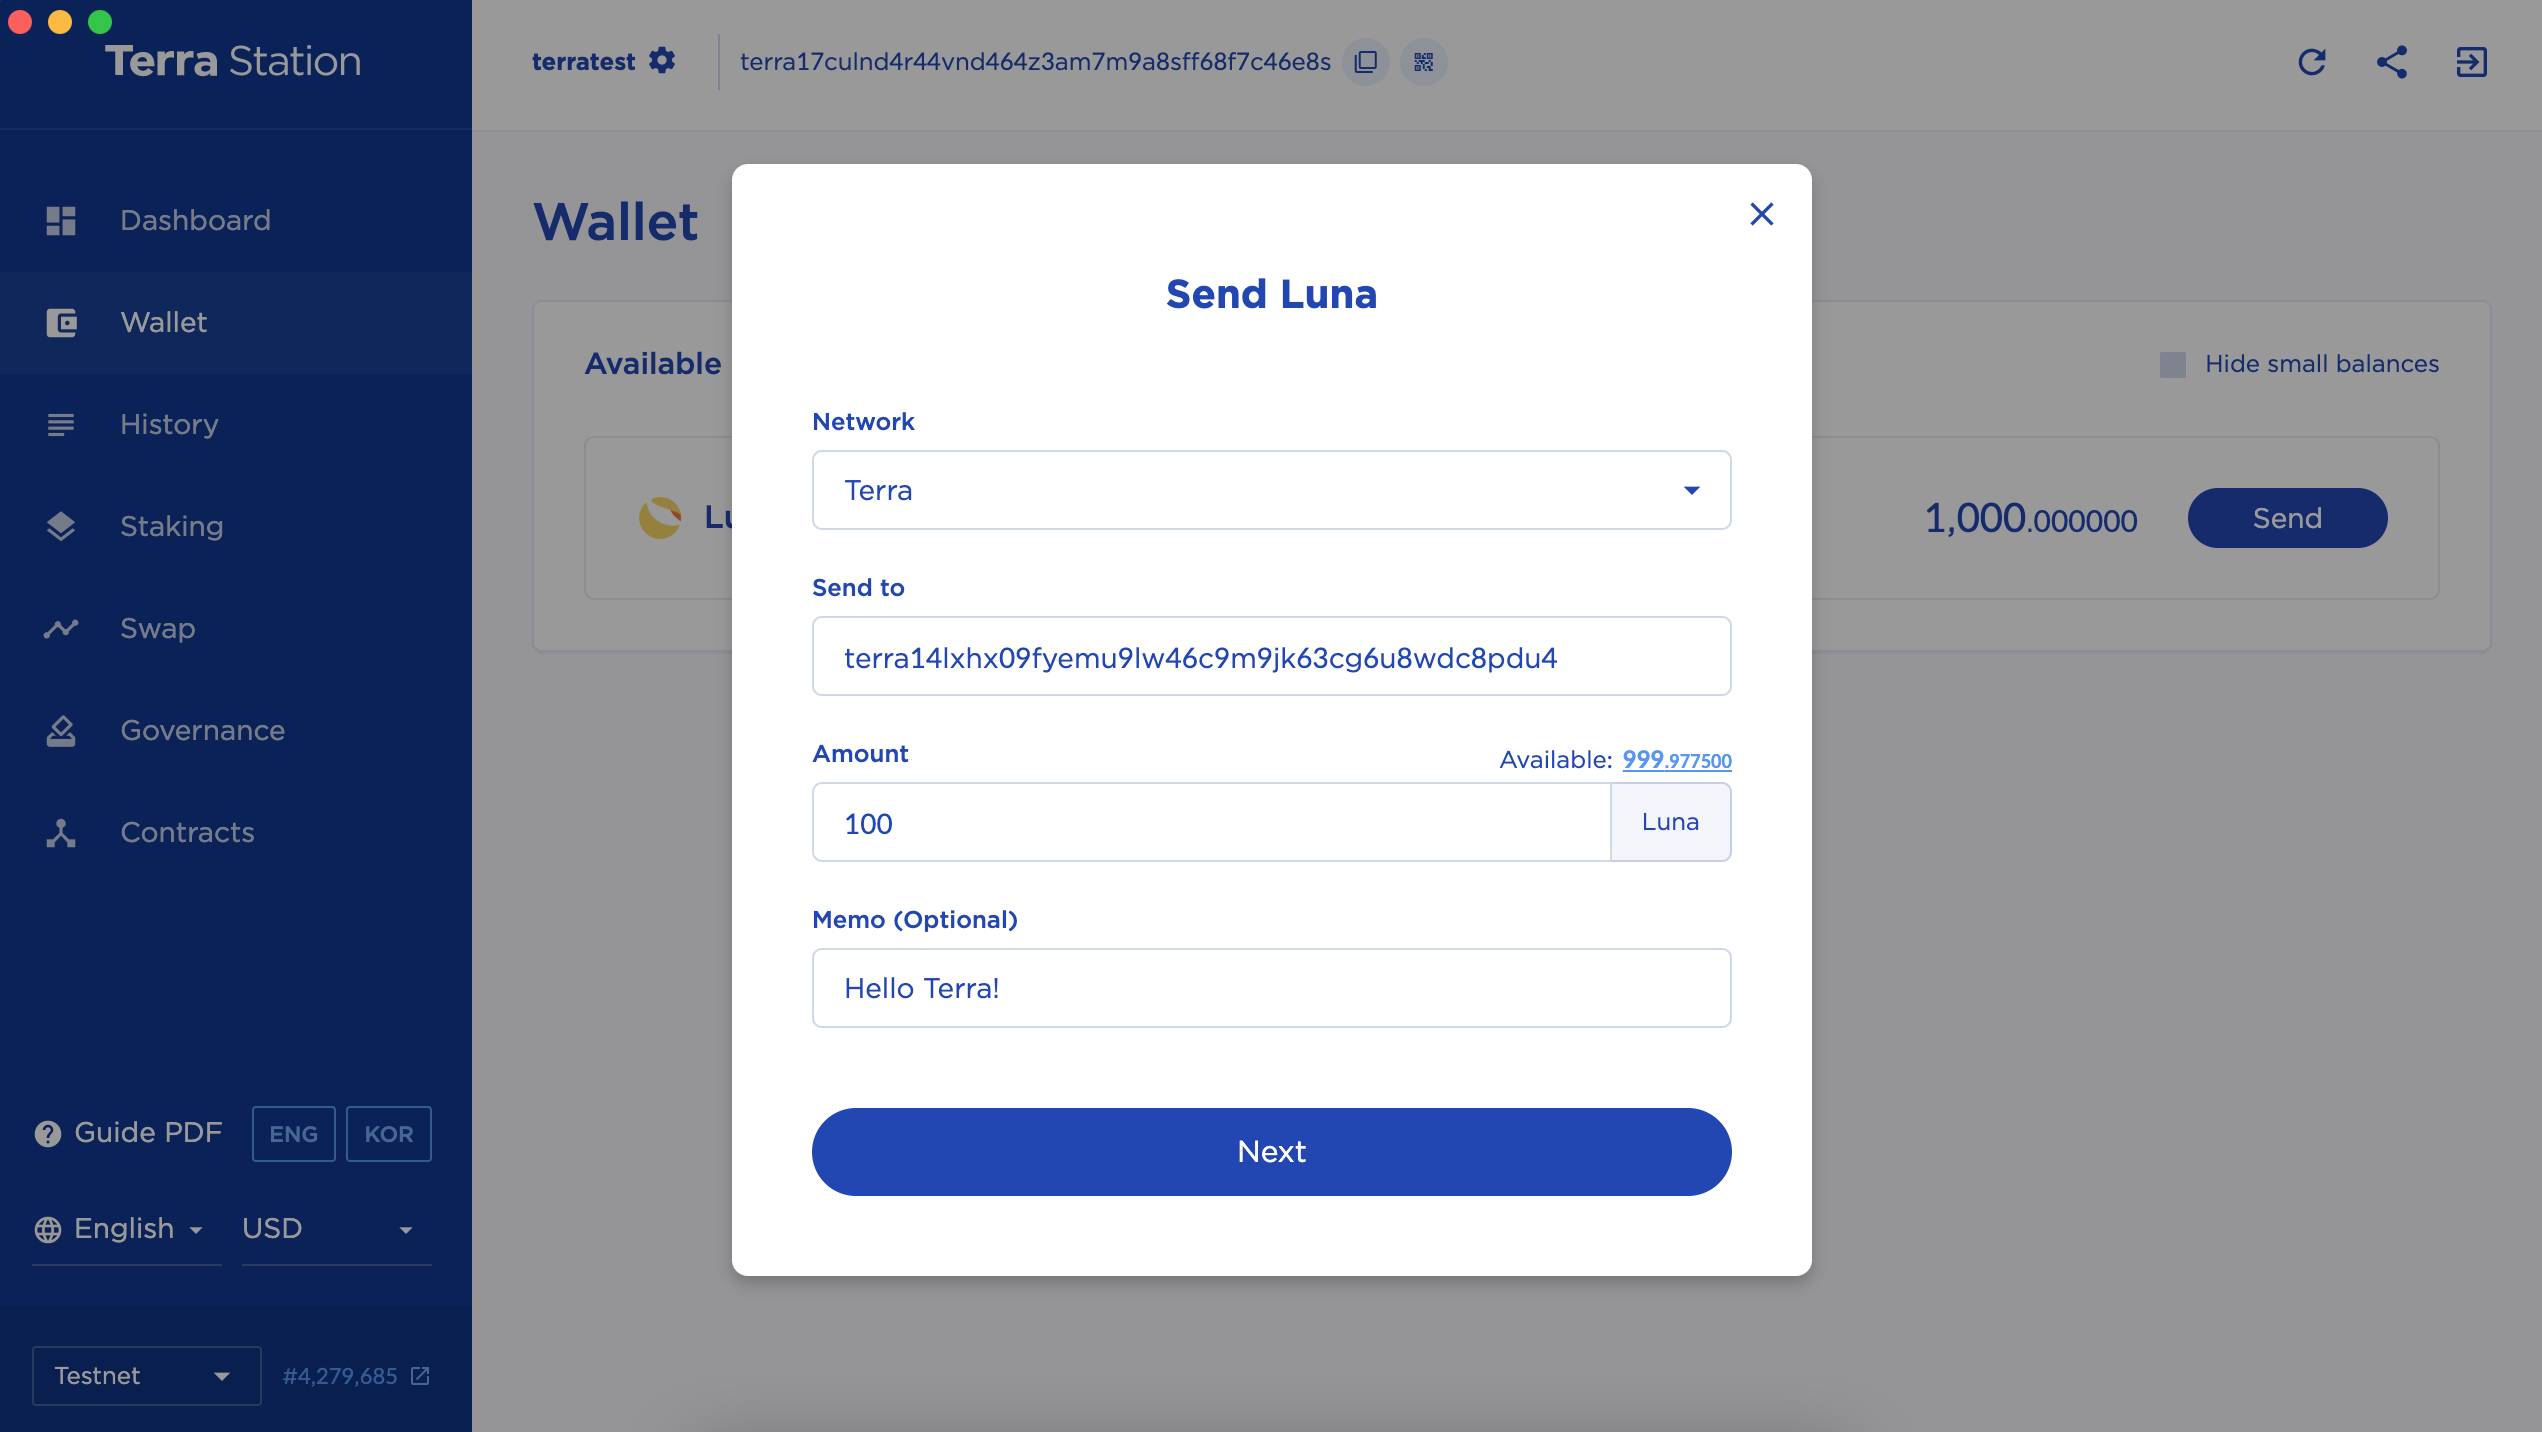 Terra Station
terratest
terra17culnd4r44vnd464z3am7m9a8sff68f7c46e8s
Dashboard
Wallet
History
Staking
Swap
Governance
Contracts
Guide PDF
ENG
KOR
English
USD
Testnet
#4,279,685
Wallet
Available
Hide small balances
Lu
1,000.000000
Send
Send Luna
Network
Terra
Send to
terra14lxhx09fyemu9lw46c9m9jk63cg6u8wdc8pdu4
Amount
Available: 999.977500
100
Luna
Memo (Optional)
Hello Terra!
Next